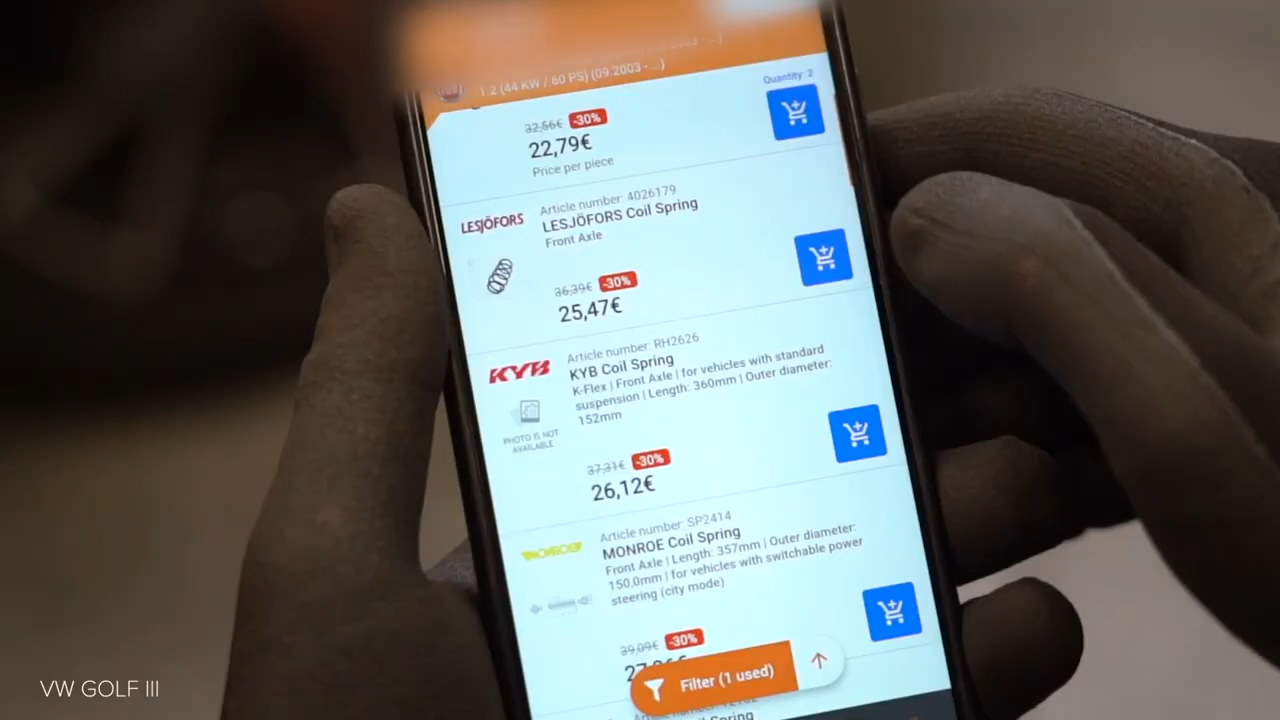 1.2 (44 KW / 60 PS) (09.2003 - ...)
Quantity: 2
32,56€ -30%
22,79€
Price per piece
LESJÖFORS
Article number: 4026179
LESJÖFORS Coil Spring
Front Axle
36,39€ -30%
25,47€
KYB
PHOTO IS NOT
AVAILABLE
Article number: RH2626
KYB Coil Spring
K-Flex | Front Axle | for vehicles with standard
suspension | Length: 360mm | Outer diameter:
152mm
37,31€ -30%
26,12€
MONROE
Article number: SP2414
MONROE Coil Spring
Front Axle | Length: 357mm | Outer diameter:
150,0mm | for vehicles with switchable power
steering (city mode)
39,09€ -30%
Filter (1 used)
Spring
VW GOLF III